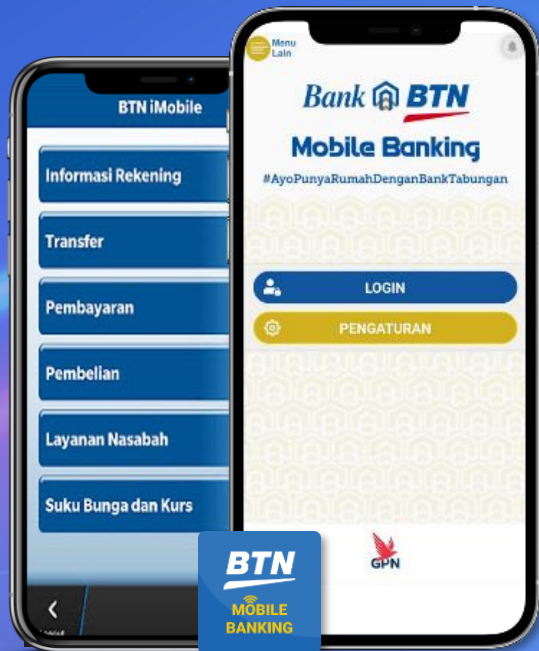 BTN iMobile
Informasi Rekening
Transfer
Pembayaran
Pembelian
Layanan Nasabah
Suku Bunga dan Kurs
Menu
Lain
Bank BTN
Mobile Banking
#AyoPunyaRumahDenganBankTabungan
LOGIN
PENGATURAN
GPN
BTN
MOBILE
BANKING